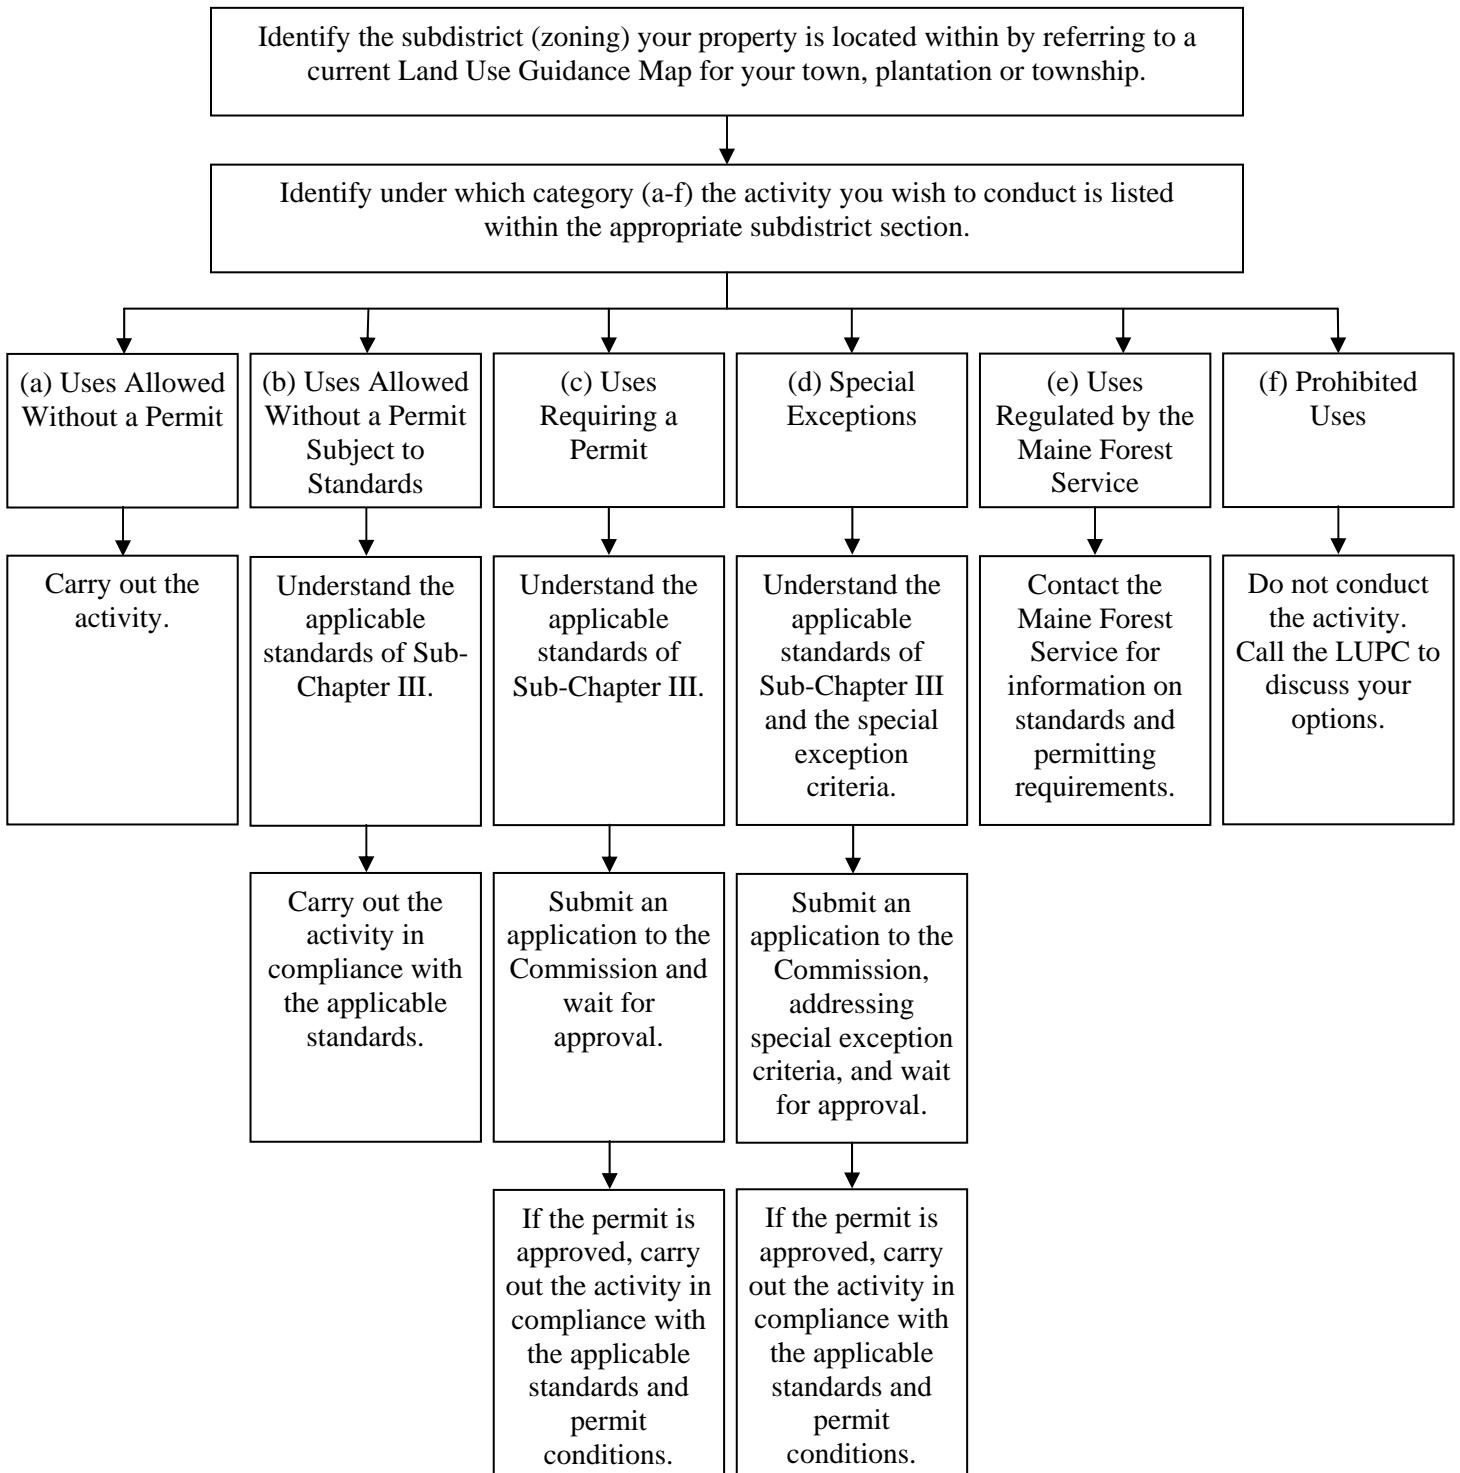 Identify the subdistrict (zoning) your property is located within by referring to a
current Land Use Guidance Map for your town, plantation or township.
Identify under which category (a-f) the activity you wish to conduct is listed
within the appropriate subdistrict section.
(a) Uses Allowed
Without a Permit
(b) Uses Allowed
Without a Permit
Subject to
Standards
(c) Uses
Requiring a
Permit
(d) Special
Exceptions
(e) Uses
Regulated by the
Maine Forest
Service
(f) Prohibited
Uses
Carry out the
activity.
Understand the
applicable
standards of Sub-
Chapter III.
Understand the
applicable
standards of
Sub-Chapter III.
Understand the
applicable
standards of
Sub-Chapter III
and the special
exception
criteria.
Contact the
Maine Forest
Service for
information on
standards and
permitting
requirements.
Do not conduct
the activity.
Call the LUPC to
discuss your
options.
Carry out the
activity in
compliance with
the applicable
standards.
Submit an
application to the
Commission and
wait for
approval.
Submit an
application to the
Commission,
addressing
special exception
criteria, and wait
for approval.
If the permit is
approved, carry
out the activity in
compliance with
the applicable
standards and
permit
conditions.
If the permit is
approved, carry
out the activity in
compliance with
the applicable
standards and
permit
conditions.